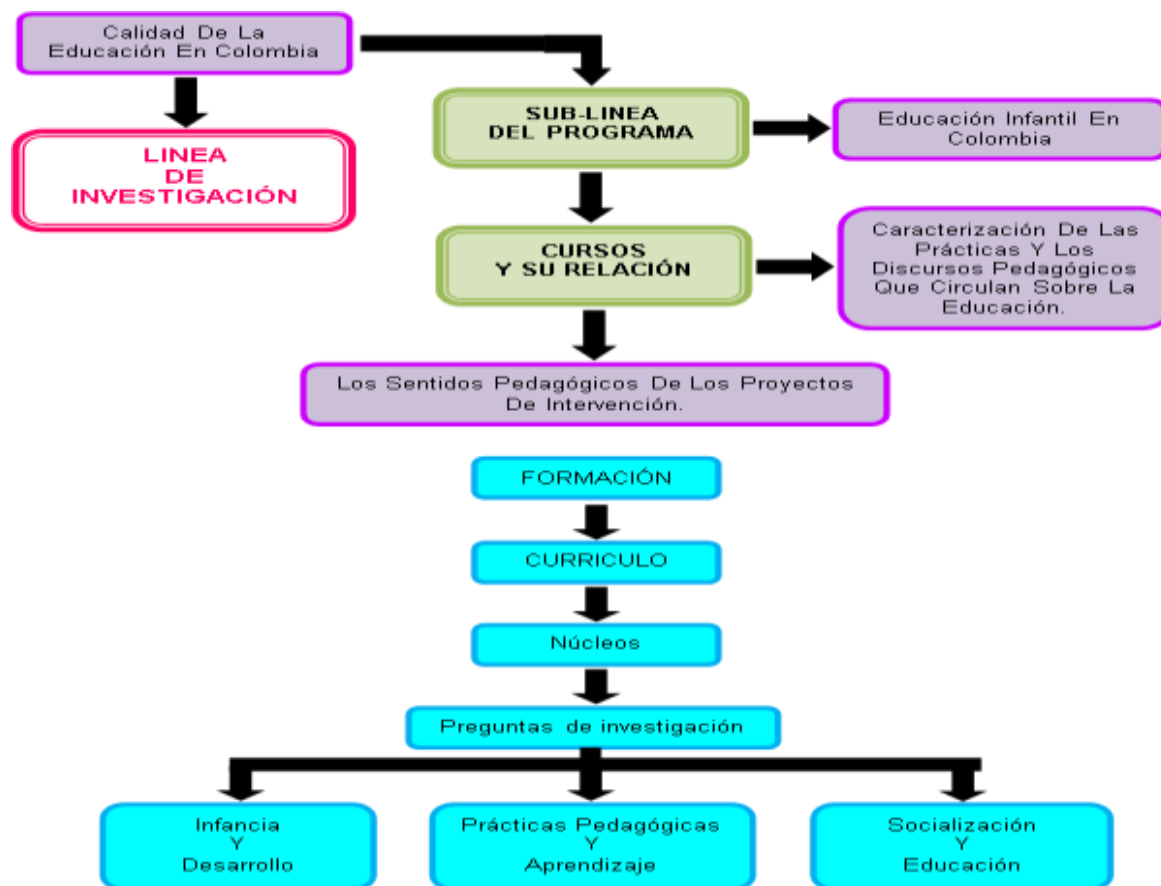 Calidad De La
Educación En Colombia
SUB-LINEA
DEL PROGRAMA
Educación Infantil En
Colombia
LINEA
DE
INVESTIGACIÓN
CURSOS
Y SU RELACIÓN
Caracterización De Las
Prácticas Y Los
Discursos Pedagógicos
Que Circulan Sobre La
Educación.
Los Sentidos Pedagógicos De Los Proyectos
De Intervención.
FORMACIÓN
CURRICULO
Núcleos
Preguntas de investigación
Infancia
Y
Desarrollo
Prácticas Pedagógicas
Y
Aprendizaje
Socialización
Y
Educación